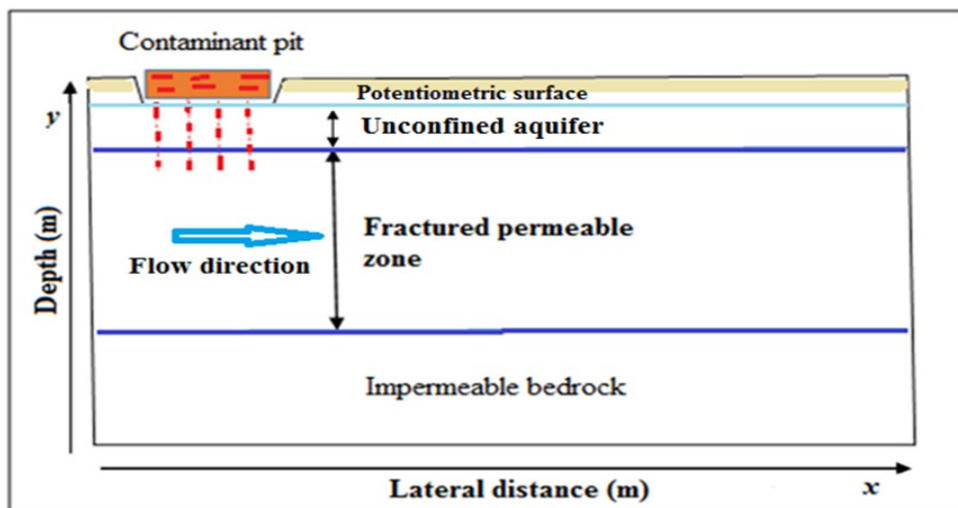 Contaminant pit
Potentiometric surface
y
Unconfined aquifer
Fractured permeable
zone
Flow direction
Depth (m)
Impermeable bedrock
Lateral distance (m)
x